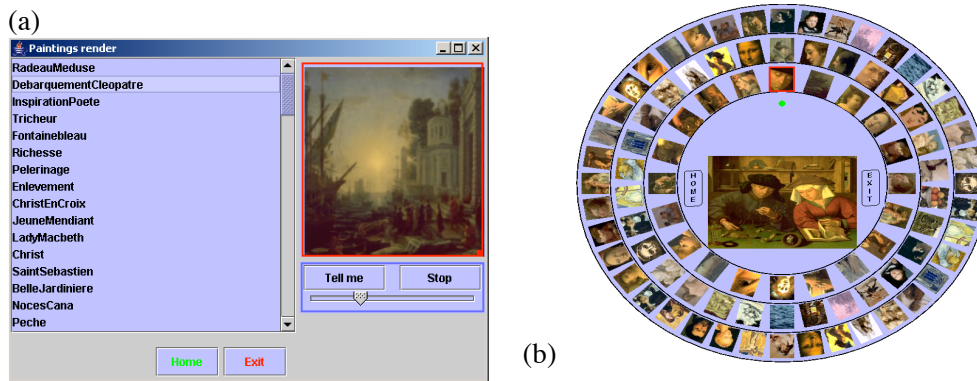 (a)
Paintings render
RadeauMeduse
DebarquementCleopatre
InspirationPoete
Tricheur
Fontainebleau
Richesse
Pelerinage
Enlevement
ChristEnCroix
JeuneMendiant
LadyMacbeth
Christ
SaintSebastien
BelleJardiniere
NocesCana
Peche
Tell me
Stop
Home
Exit
HOME
EXIT
(b)